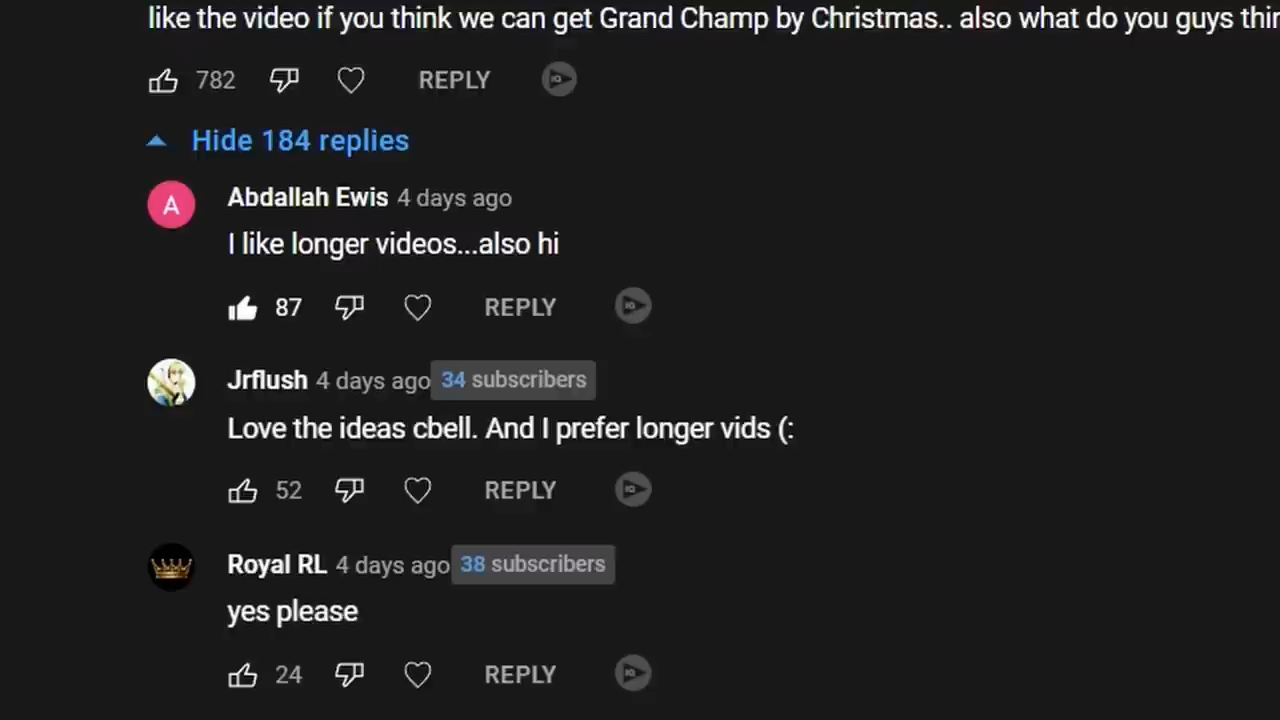 like the video if you think we can get Grand Champ by Christmas.. also what do you guys
782 REPLY
Hide 184 replies
A
Abdallah Ewis 4 days ago
I like longer videos...also hi
87 REPLY
Jrflush 4 days ago 34 subscribers
Love the ideas cbell. And I prefer longer vids (:
52 REPLY
Royal RL 4 days ago 38 subscribers
yes please
24 REPLY